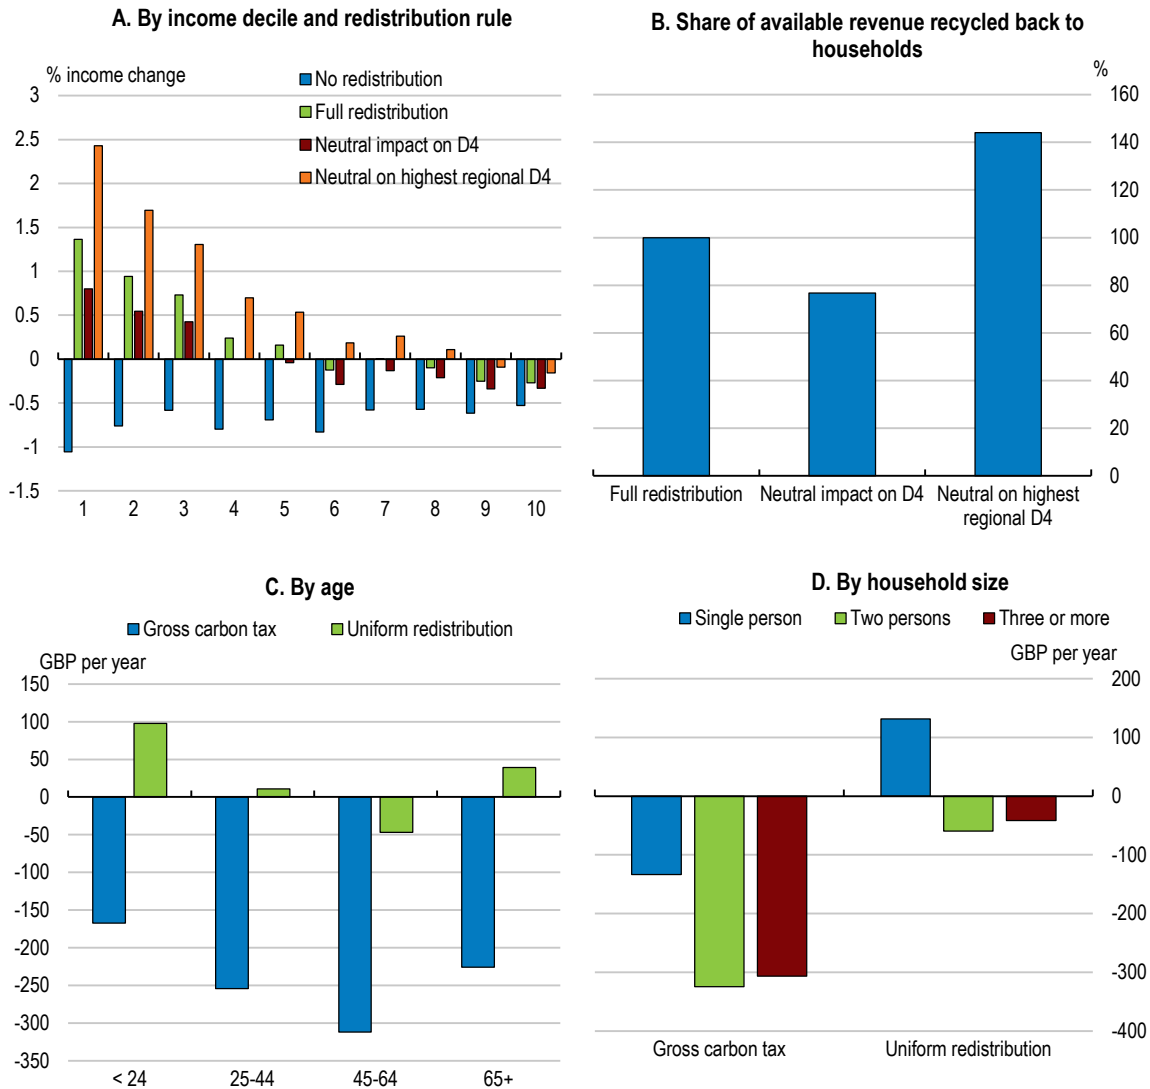 A. By income decile and redistribution rule
% income change
No redistribution
Full redistribution
Neutral impact on D4
Neutral on highest regional D4
3
2.5
2
1.5
1
0.5
0
-0.5
-1
-1.5
1 2 3 4 5 6 7 8 9 10
B. Share of available revenue recycled back to
households
%
160
140
120
100
80
60
40
20
0
Full redistribution Neutral impact on D4 Neutral on highest
regional D4
C. By age
Gross carbon tax Uniform redistribution
GBP per year
150
100
50
0
-50
-100
-150
-200
-250
-300
-350
< 24 25-44 45-64 65+
D. By household size
Single person Two persons Three or more
GBP per year
200
100
0
-100
-200
-300
-400
Gross carbon tax Uniform redistribution